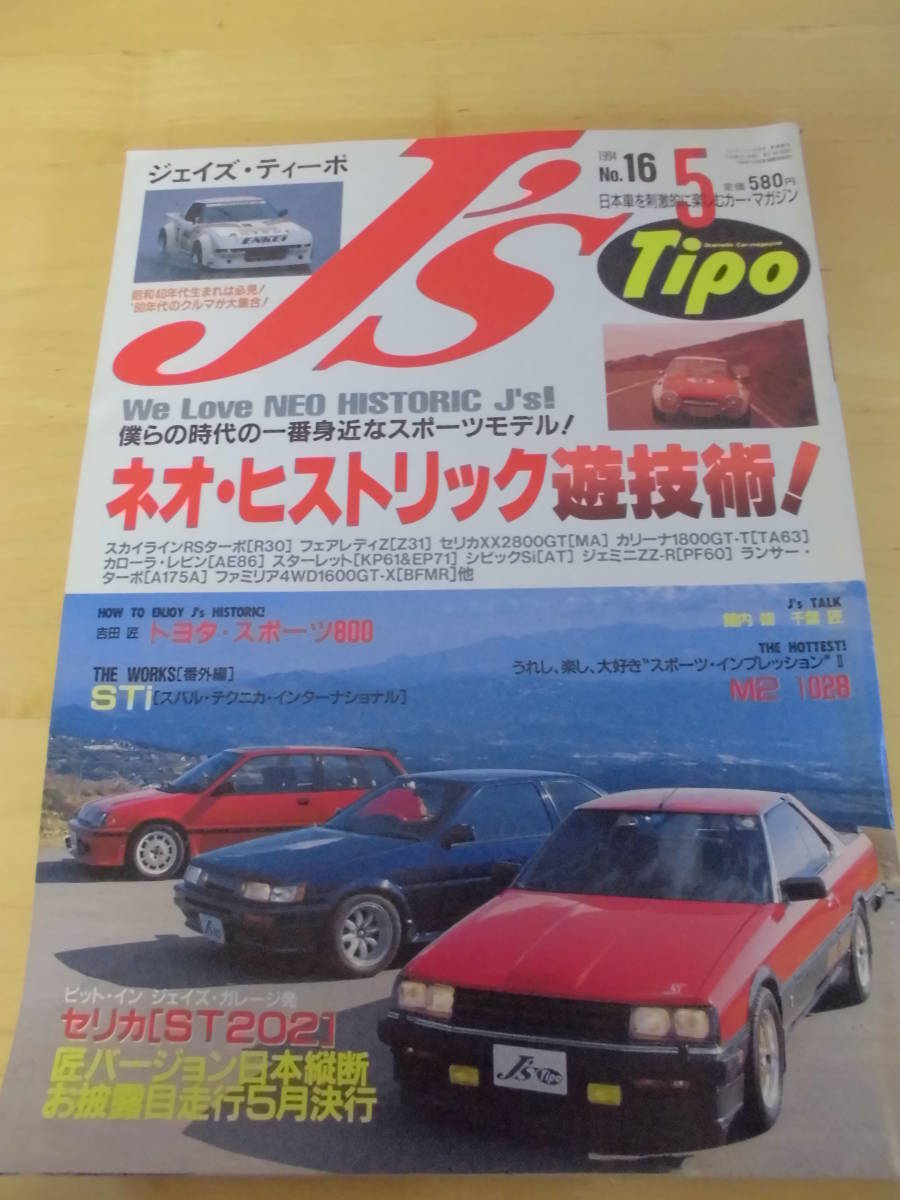 ジェイズ・ティーポ
J's
1994
No.16
5
定価580円
日本車を刺激的に楽しむカー・マガジン
Dramatic Car-magazine
Tipo
ENKEI
昭和40年代生まれは必見!
'80年代のクルマが大集合!
We Love NEO HISTORIC J's!
僕らの時代の一番身近なスポーツモデル!
ネオ・ヒストリック遊技術!
スカイラインRSターボ[R30] フェアレディZ[Z31] セリカXX2800GT[MA] カリーナ1800GT-T[TA63]
カローラ・レビン[AE86] スターレット[KP61&EP71] シビックSi[AT] ジェミニZZ-R[PF60] ランサー・
ターボ[A175A] ファミリア4WD1600GT-X[BFMR]他
HOW TO ENJOY J's HISTORIC!
吉田 匠 トヨタ・スポーツ800
J's TALK
千葉 匠
THE WORKS[番外編]
STi[スバル・テクニカ・インターナショナル]
THE HOTTEST!
うれし、楽し、大好き"スポーツ・インプレッション"II
M2 1028
J's Tipo
ピット・イン ジェイズ・ガレージ発
セリカ[ST202]
匠バージョン日本縦断
お披露目走行5月決行